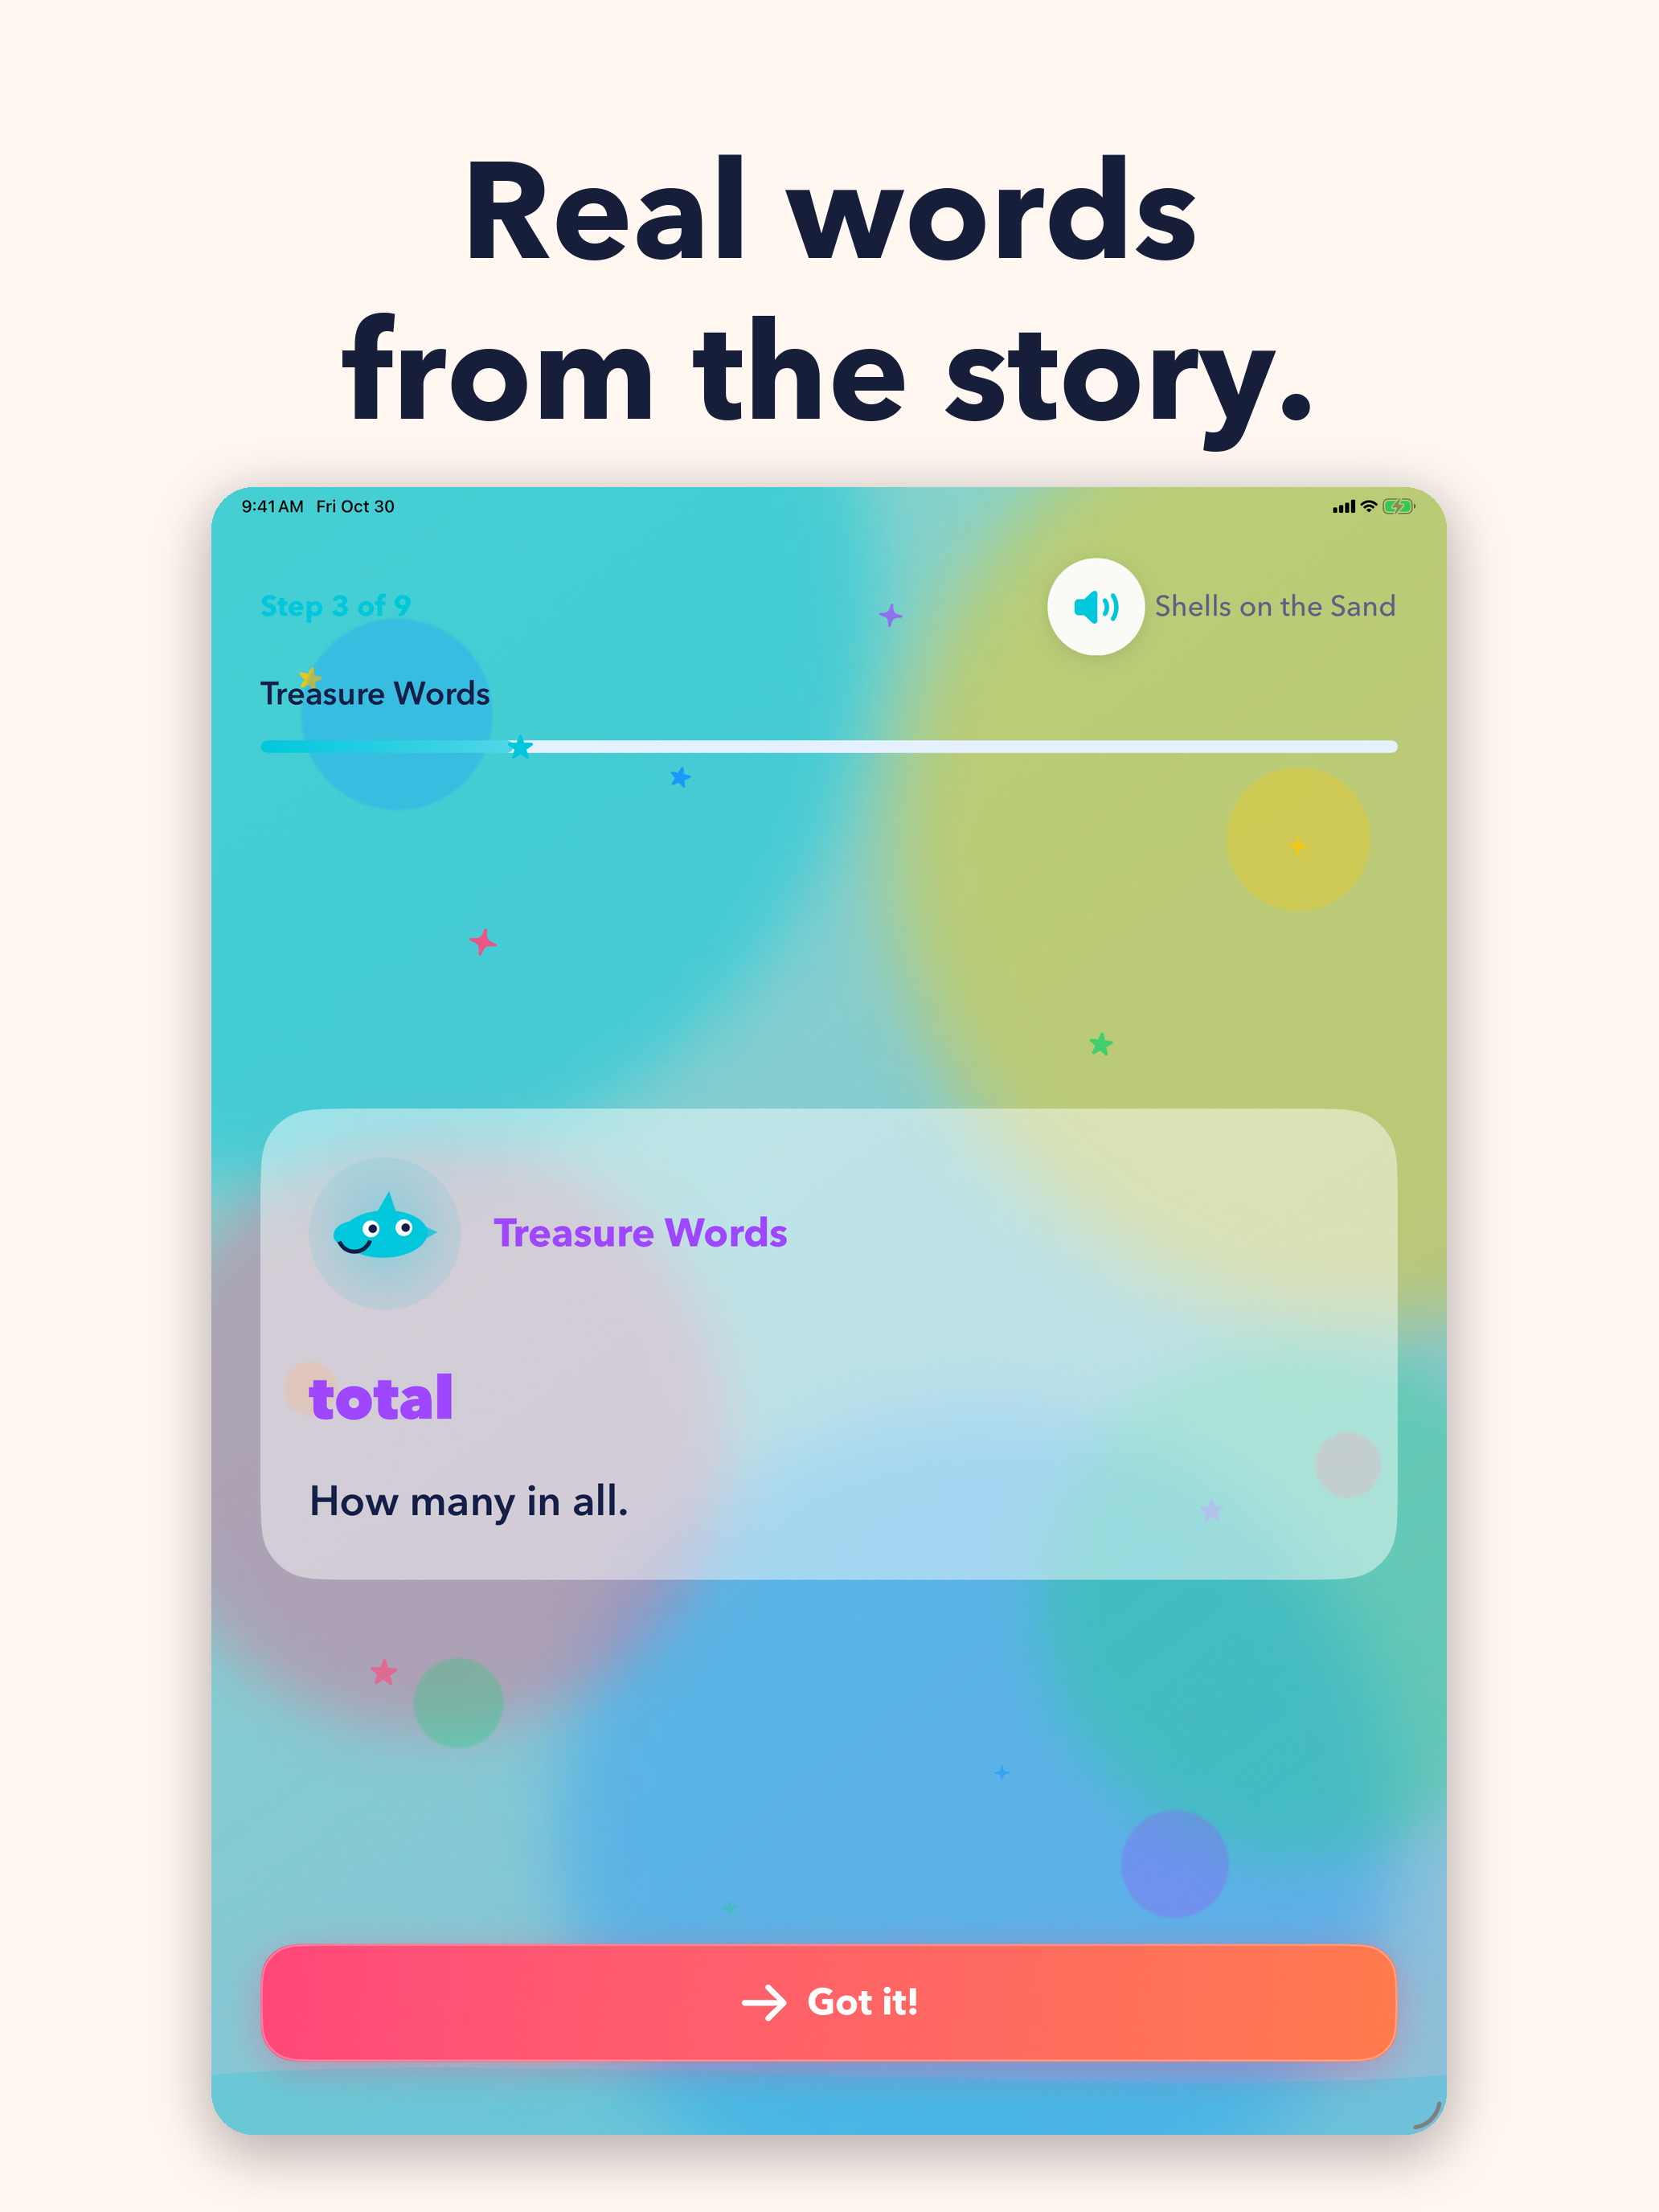 Real words
from the story.
9:41 AM Fri Oct 30
Step 3 of 9
Shells on the Sand
Treasure Words
Treasure Words
total
How many in all.
Got it!